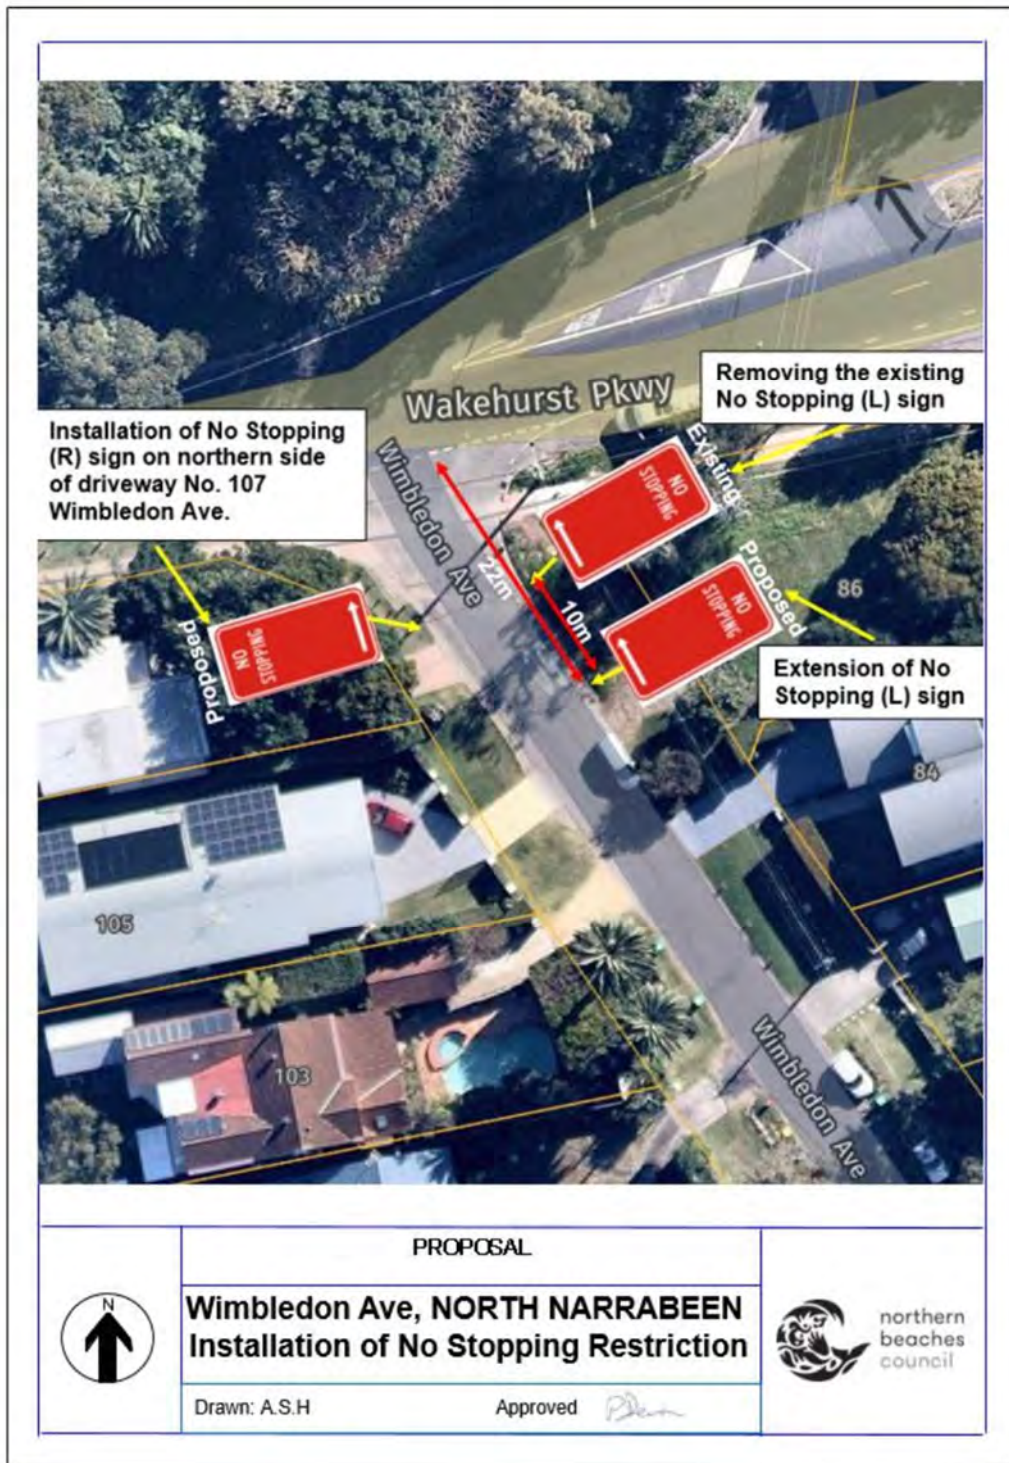 Wakehurst Pkwy
Removing the existing
No Stopping (L) sign
Installation of No Stopping
(R) sign on northern side
of driveway No. 107
Wimbledon Ave.
Wimbledon Ave
Existing
NO
STOPPING
22m
10m
Proposed
NO
STOPPING
86
Proposed
NO
STOPPING
Extension of No
Stopping (L) sign
84
105
103
Wimbledon Ave
PROPOSAL
N
Wimbledon Ave, NORTH NARRABEEN
Installation of No Stopping Restriction
northern
beaches
council
Drawn: A.S.H
Approved